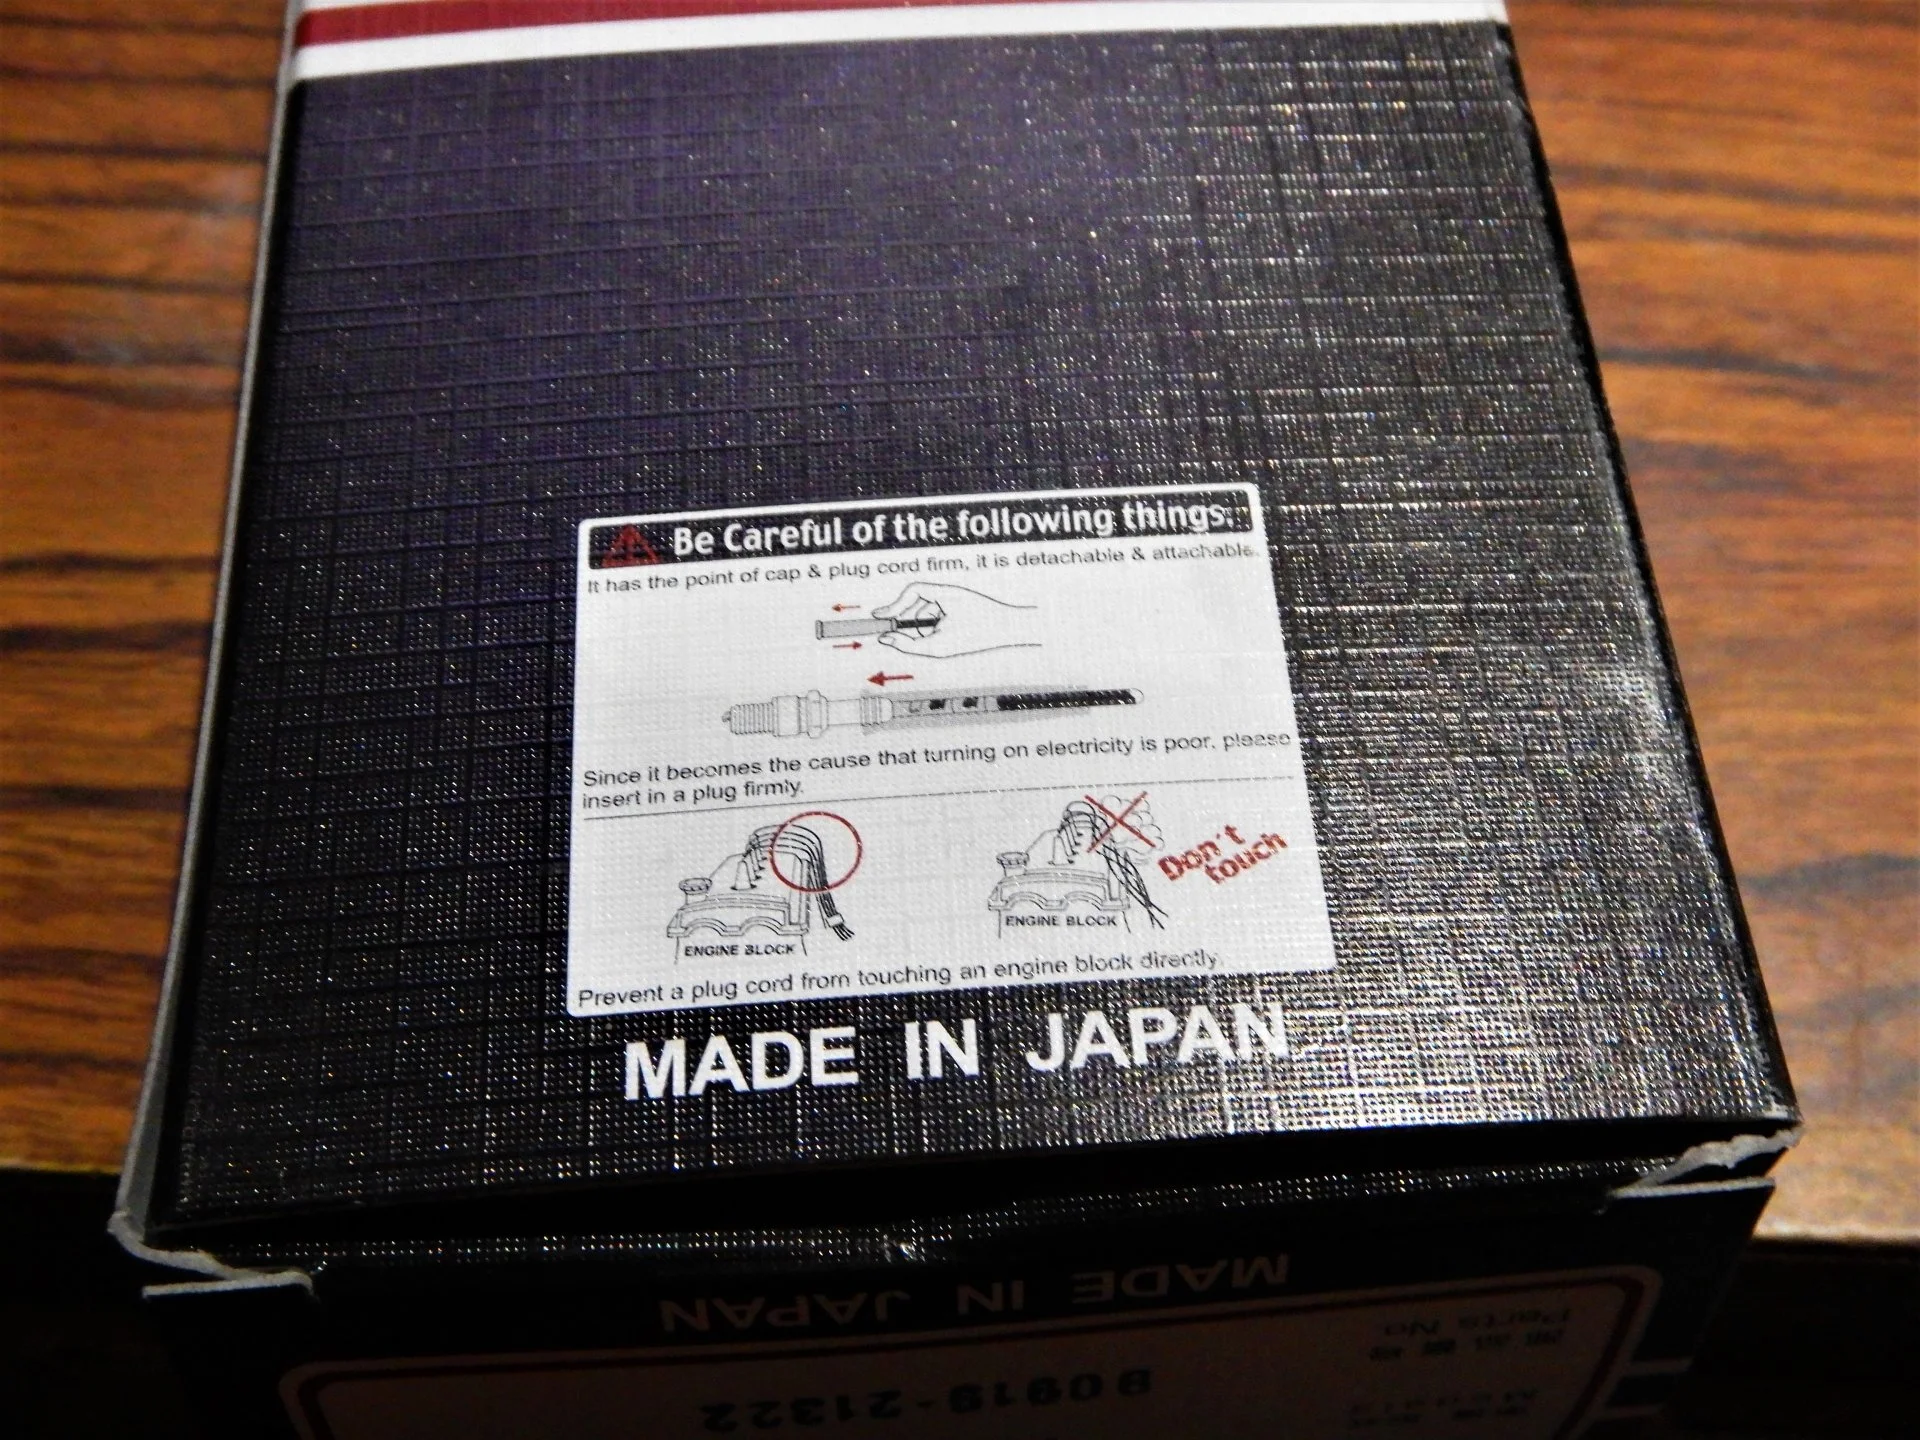 Be Careful of the following things.
It has the point of cap & plug cord firm, it is detachable & attachable.
Since it becomes the cause that turning on electricity is poor, please
insert in a plug firmly.
Don't
touch
ENGINE BLOCK
ENGINE BLOCK
Prevent a plug cord from touching an engine block directly.
MADE IN JAPAN
MADE IN JAPAN
Parts No
90919-21322